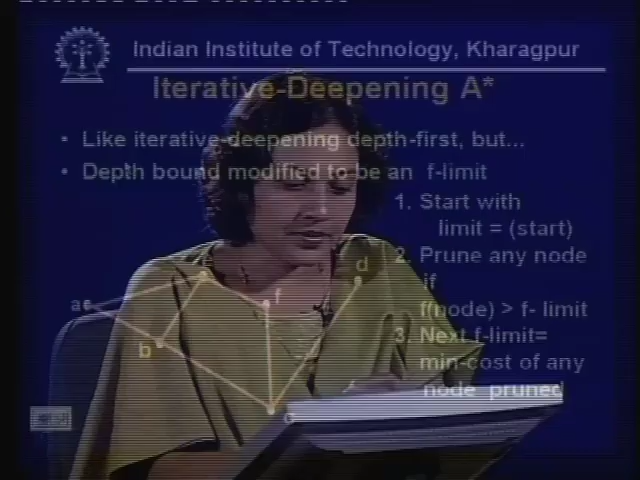 Indian Institute of Technology, Kharagpur
Iterative-Deepening A*
• Like iterative-deepening depth-first, but...
• Depth bound modified to be an f-limit
1. Start with
limit = (start)
2. Prune any node
if
f(node) > f- limit
3. Next f-limit=
min-cost of any
node pruned
d
e
a
f
b
c